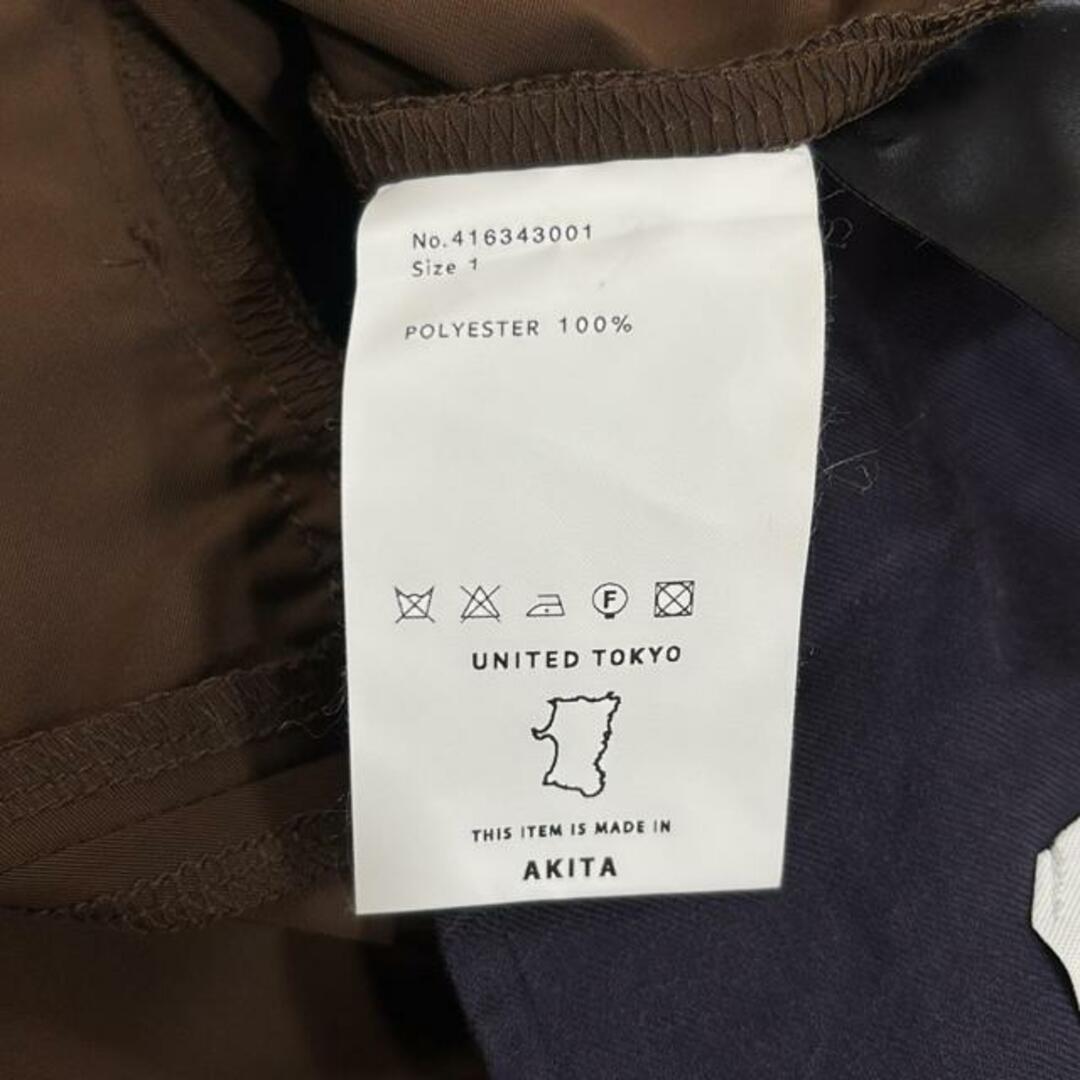 No.416343001
Size 1
POLYESTER 100%
F
UNITED TOKYO
THIS ITEM IS MADE IN
AKITA